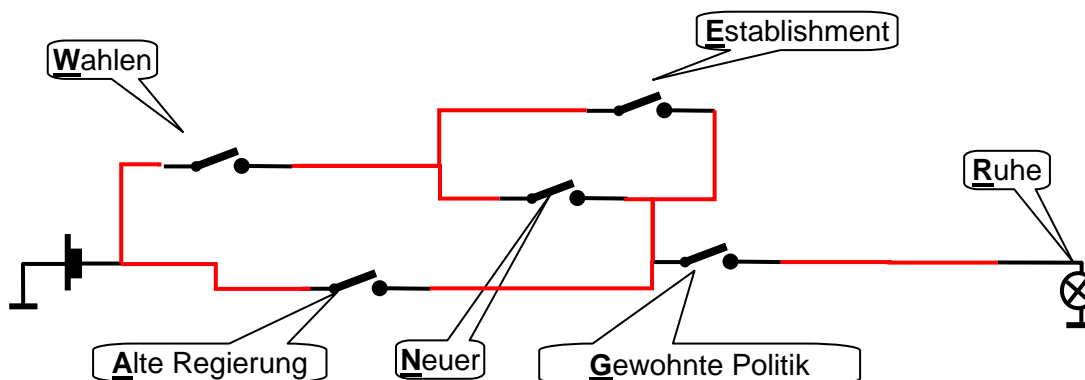 Establishment
Wahlen
Ruhe
Alte Regierung
Neuer
Gewohnte Politik